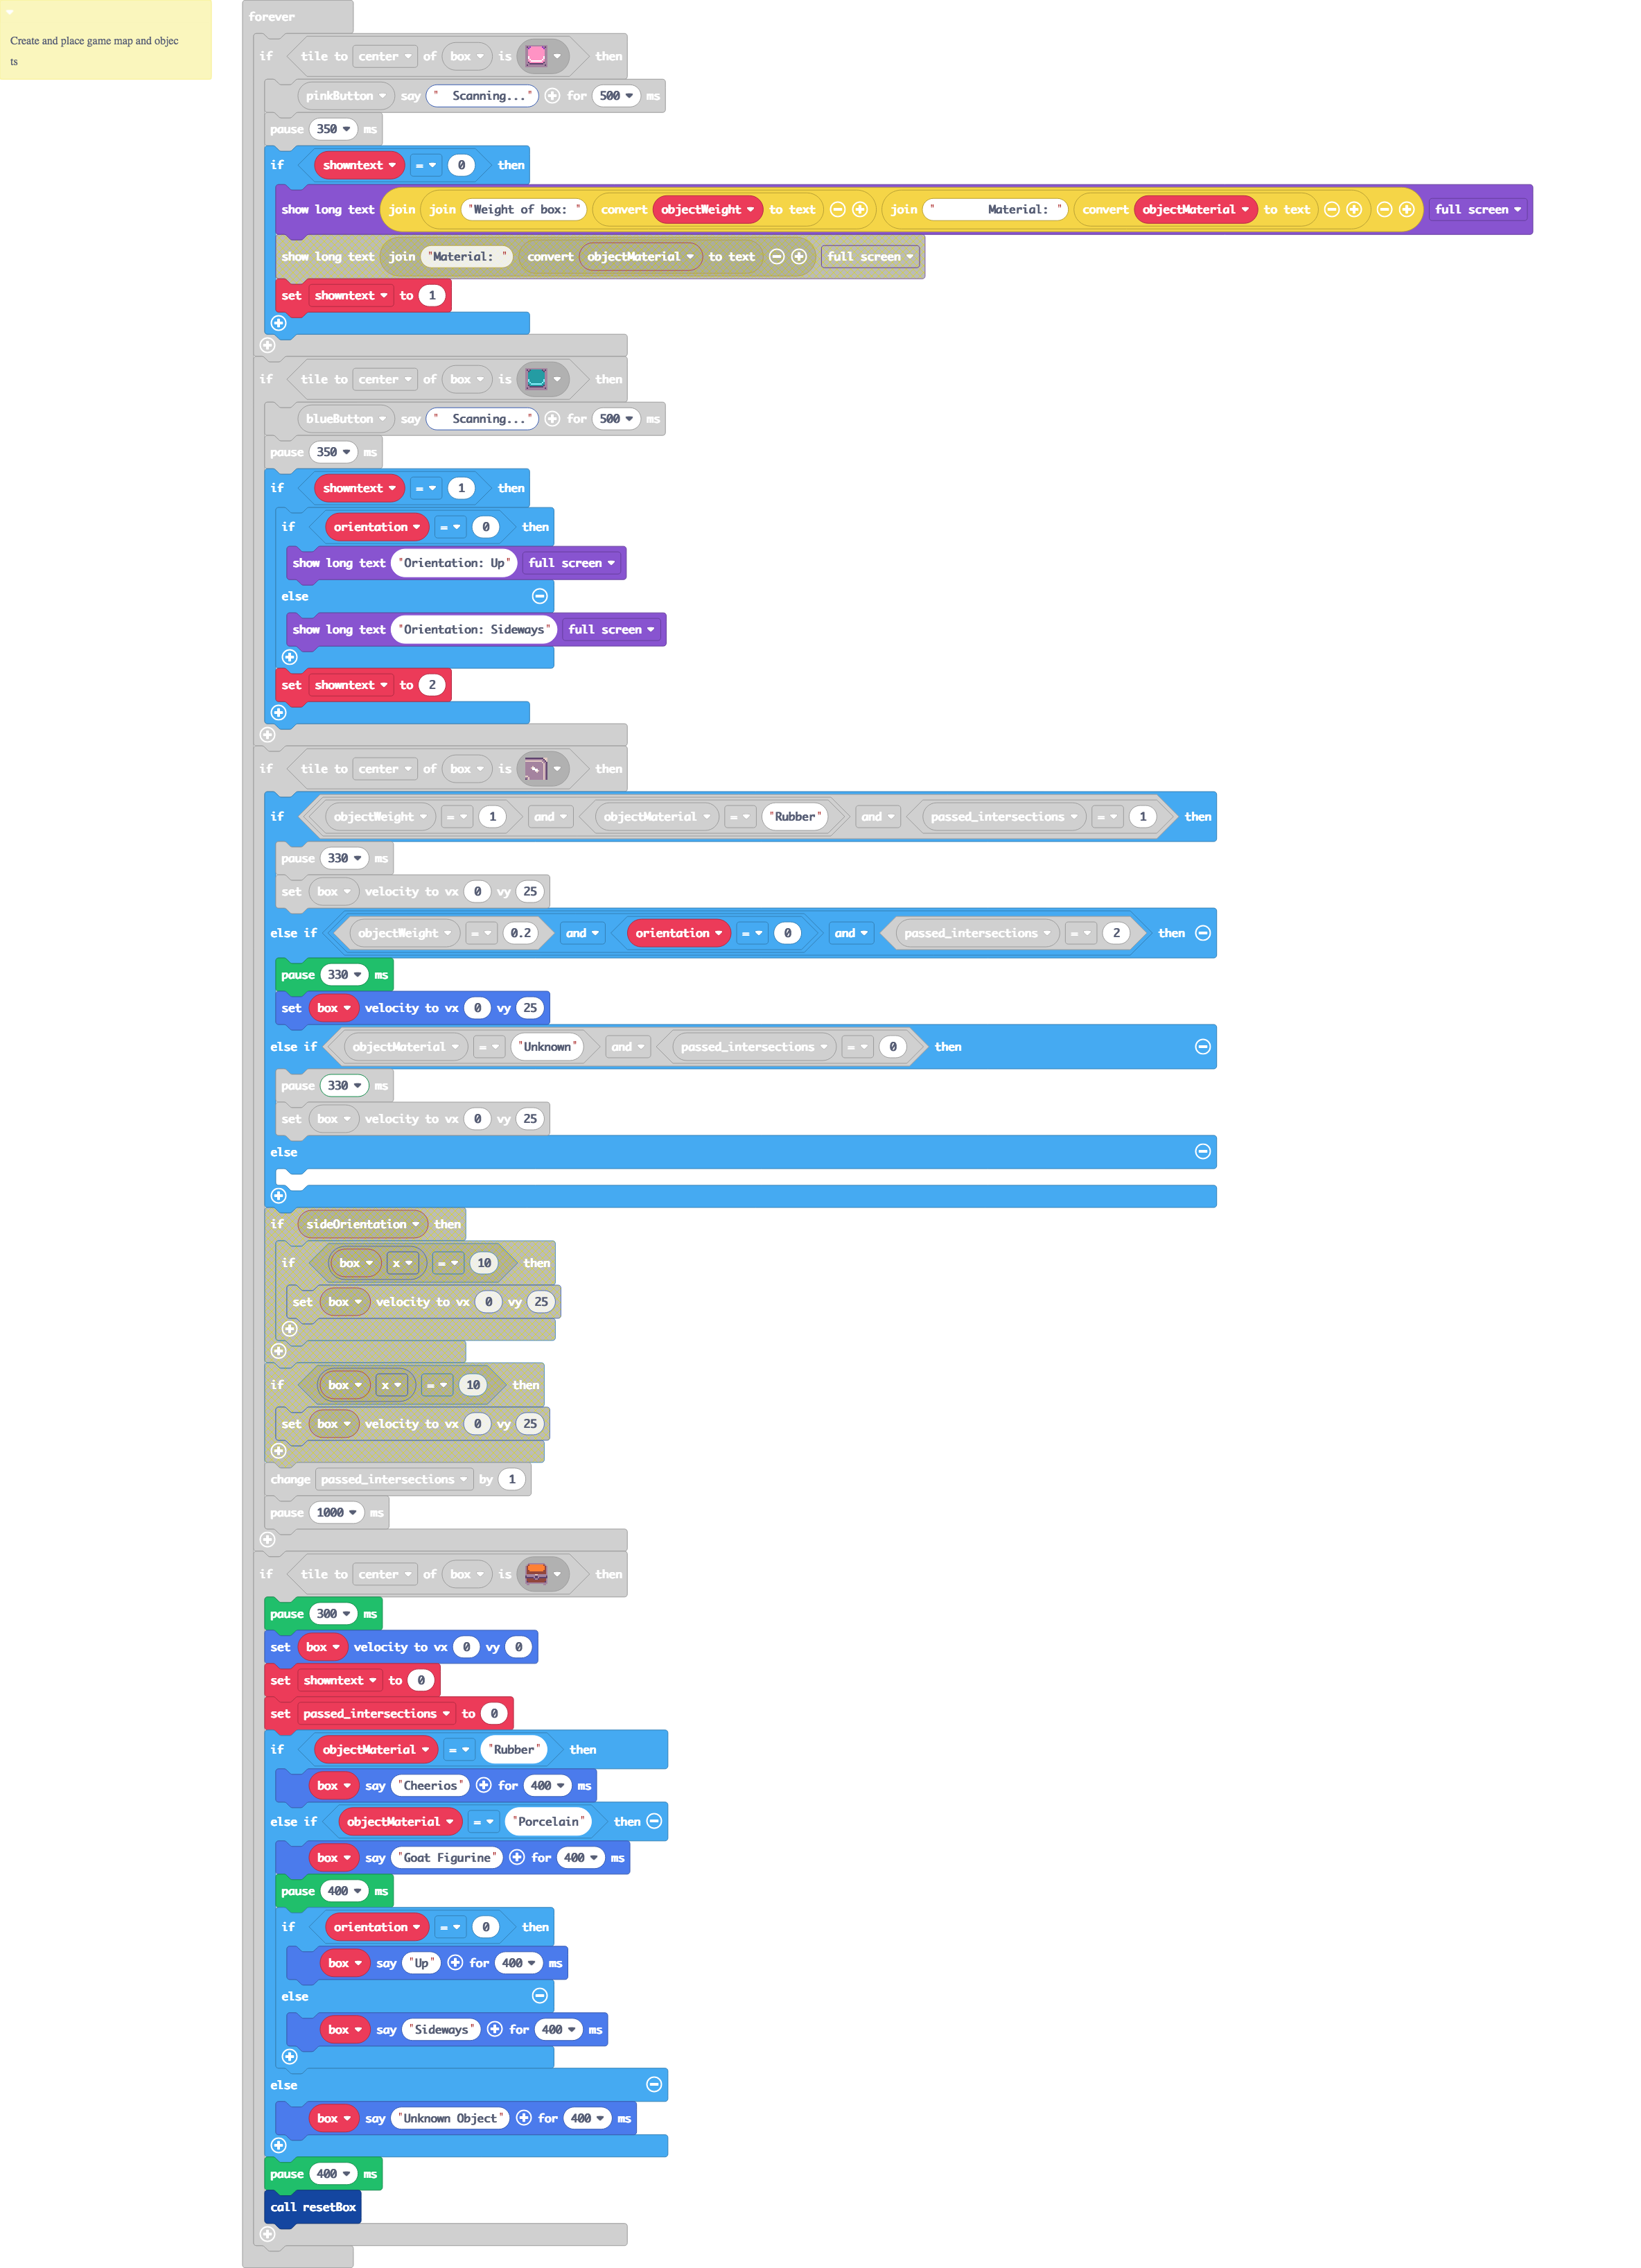 Create and place game map and objec
ts
forever
if tile to center of box is then
pinkButton say " Scanning..." for 500 ms
pause 350 ms
if showntext = 0 then
show long text join join "Weight of box: " convert objectWeight to text join " Material: " convert objectMaterial to text full screen
show long text join "Material: " convert objectMaterial to text full screen
set showntext to 1
if tile to center of box is then
blueButton say " Scanning..." for 500 ms
pause 350 ms
if showntext = 1 then
if orientation = 0 then
show long text "Orientation: Up" full screen
else
show long text "Orientation: Sideways" full screen
set showntext to 2
if tile to center of box is then
if objectWeight = 1 and objectMaterial = "Rubber" and passed_intersections = 1 then
pause 330 ms
set box velocity to vx 0 vy 25
else if objectWeight = 0.2 and orientation = 0 and passed_intersections = 2 then
pause 330 ms
set box velocity to vx 0 vy 25
else if objectMaterial = "Unknown" and passed_intersections = 0 then
pause 330 ms
set box velocity to vx 0 vy 25
else
if sideOrientation then
if box x = 10 then
set box velocity to vx 0 vy 25
if box x = 10 then
set box velocity to vx 0 vy 25
change passed_intersections by 1
pause 1000 ms
if tile to center of box is then
pause 300 ms
set box velocity to vx 0 vy 0
set showntext to 0
set passed_intersections to 0
if objectMaterial = "Rubber" then
box say "Cheerios" for 400 ms
else if objectMaterial = "Porcelain" then
box say "Goat Figurine" for 400 ms
pause 400 ms
if orientation = 0 then
box say "Up" for 400 ms
else
box say "Sideways" for 400 ms
else
box say "Unknown Object" for 400 ms
pause 400 ms
call resetBox